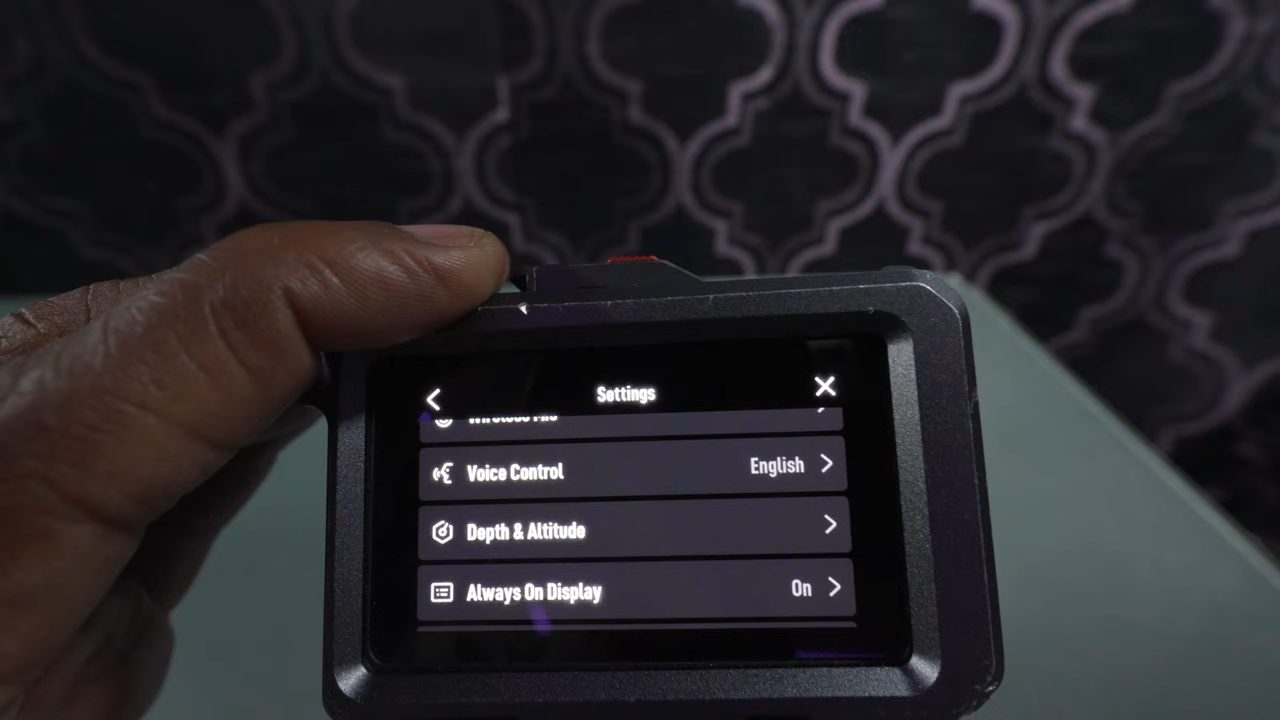 Settings
Voice Control English
Depth & Altitude
Always On Display On